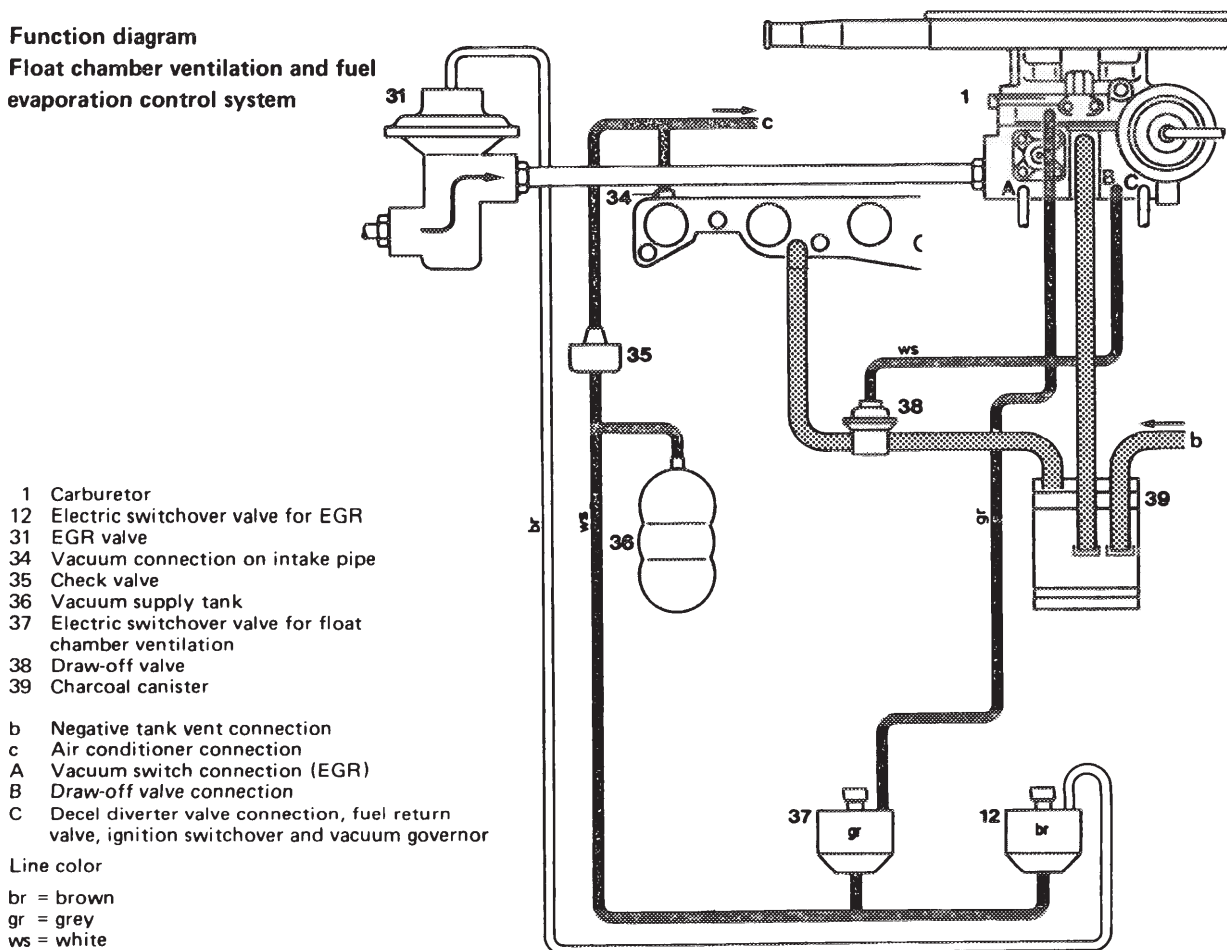 Function diagram
Float chamber ventilation and fuel
evaporation control system
31
1
c
A
B
C
34
35
ws
38
b
39
br
ws
36
gr
37
gr
12
br
1 Carburetor
12 Electric switchover valve for EGR
31 EGR valve
34 Vacuum connection on intake pipe
35 Check valve
36 Vacuum supply tank
37 Electric switchover valve for float
chamber ventilation
38 Draw-off valve
39 Charcoal canister
b Negative tank vent connection
c Air conditioner connection
A Vacuum switch connection (EGR)
B Draw-off valve connection
C Decel diverter valve connection, fuel return
valve, ignition switchover and vacuum governor
Line color
br = brown
gr = grey
ws = white